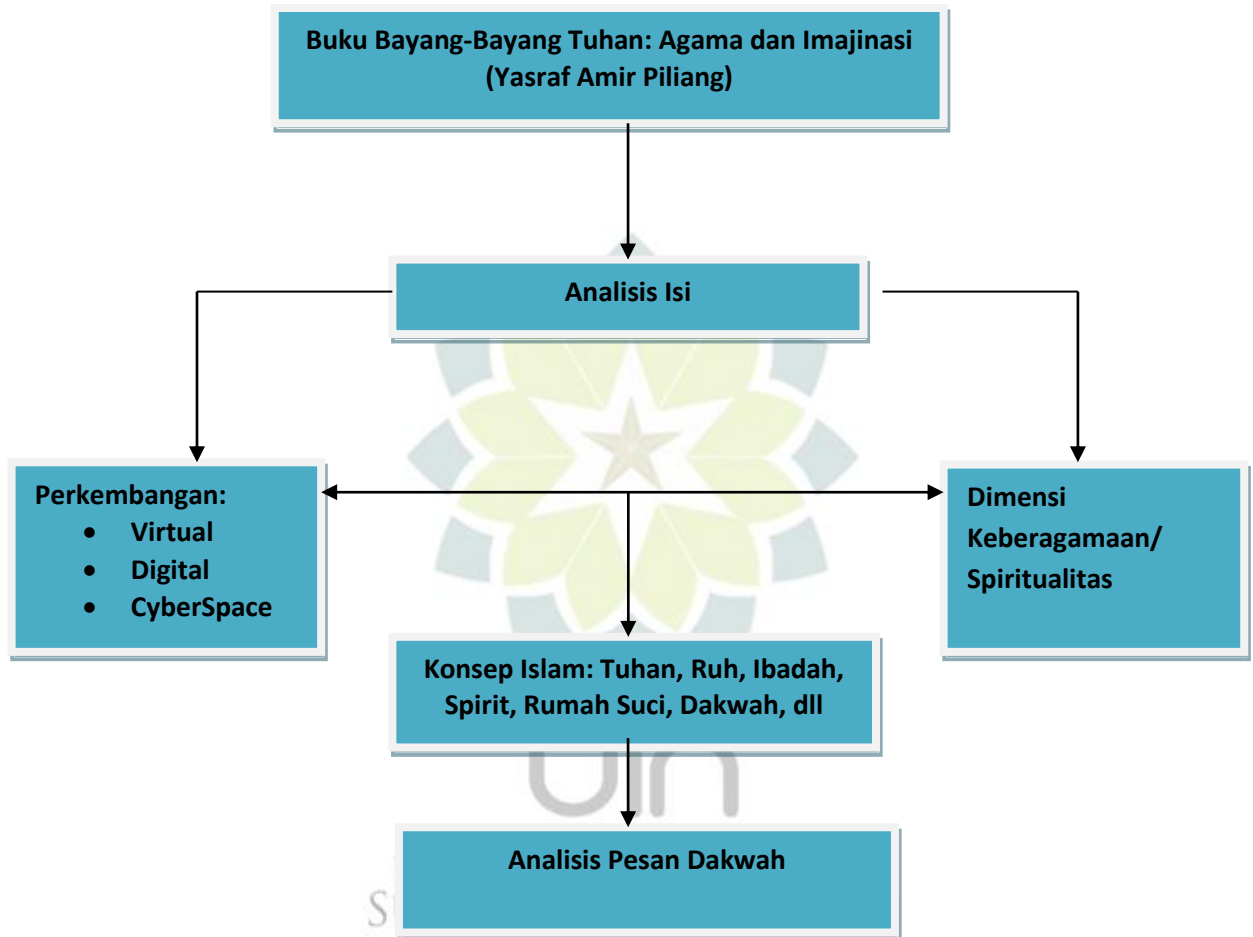 Buku Bayang-Bayang Tuhan: Agama dan Imajinasi
(Yasraf Amir Piliang)
Analisis Isi
Perkembangan:
• Virtual
• Digital
• CyberSpace
Dimensi
Keberagamaan/
Spiritualitas
Konsep Islam: Tuhan, Ruh, Ibadah,
Spirit, Rumah Suci, Dakwah, dll
uin
Analisis Pesan Dakwah